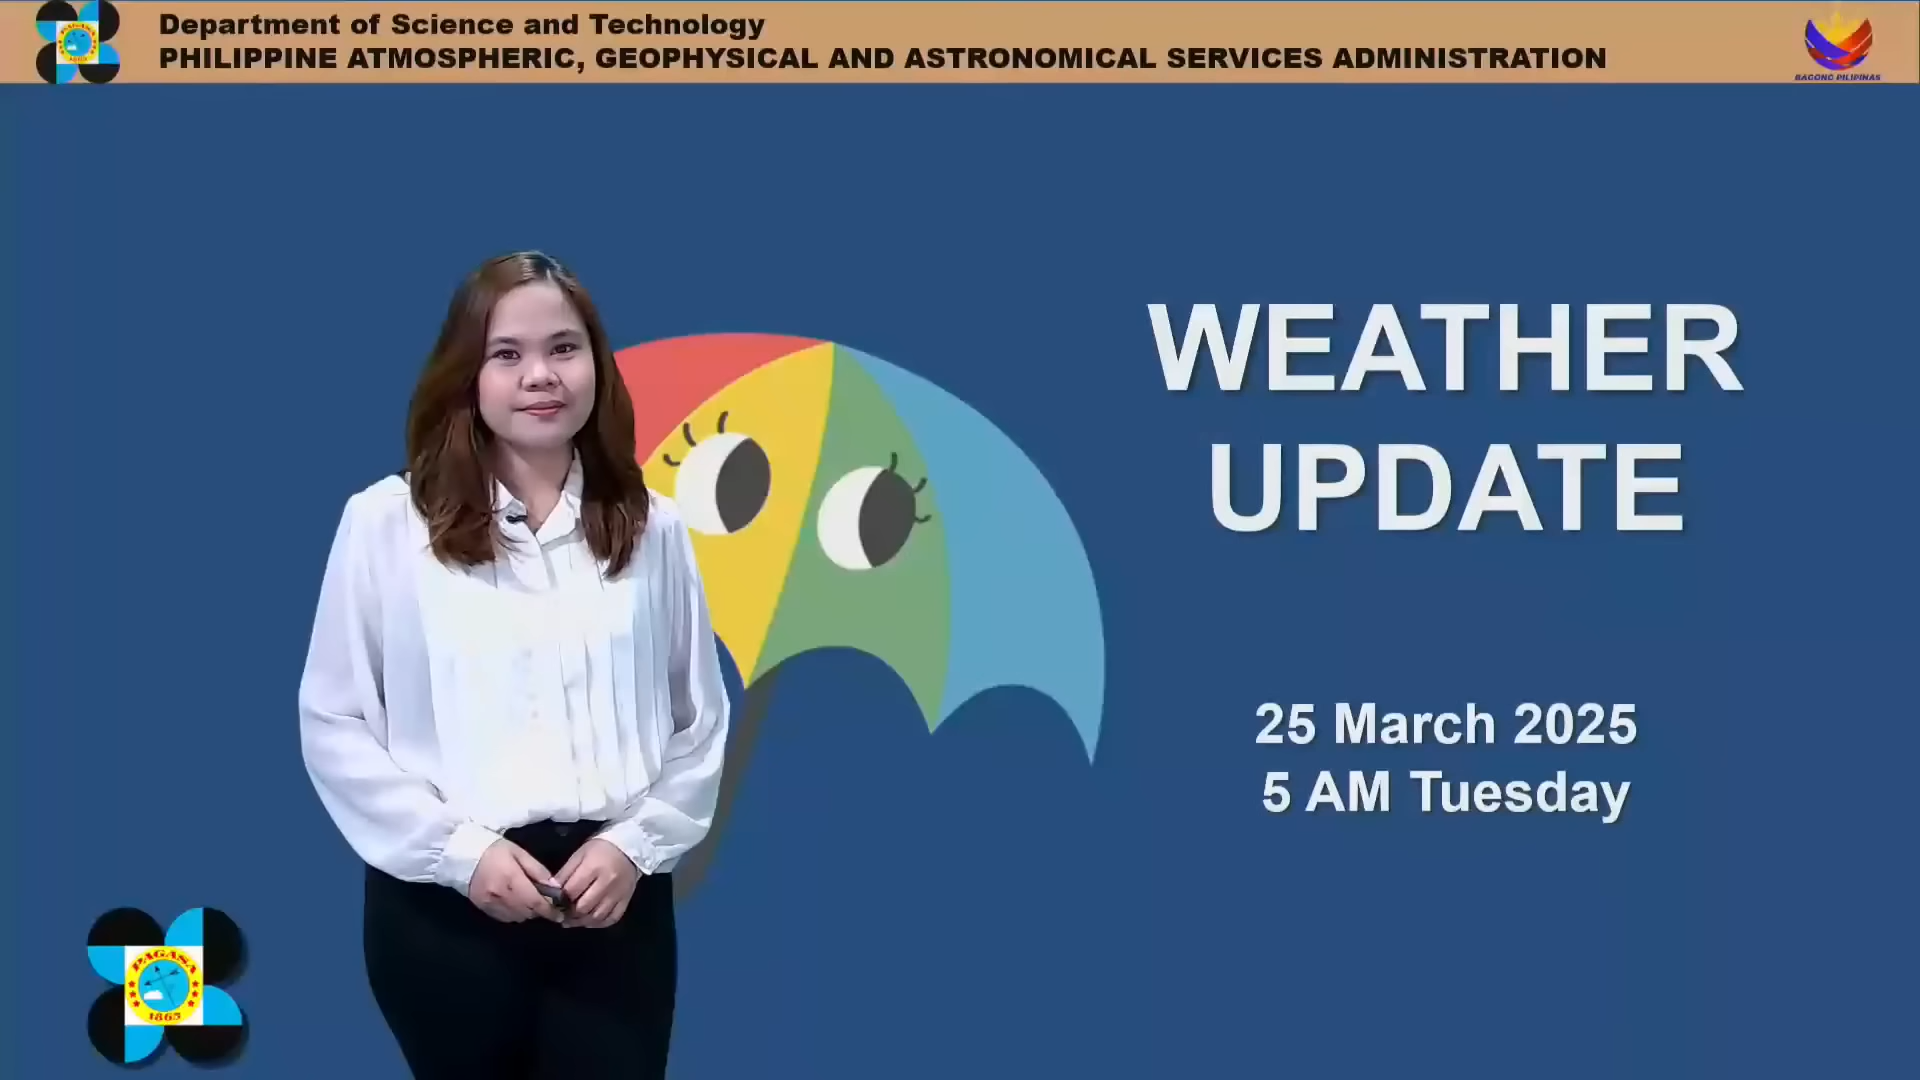 Department of Science and Technology
PHILIPPINE ATMOSPHERIC, GEOPHYSICAL AND ASTRONOMICAL SERVICES ADMINISTRATION
BAGONG PILIPINAS
WEATHER
UPDATE
25 March 2025
5 AM Tuesday
PAGASA
1865